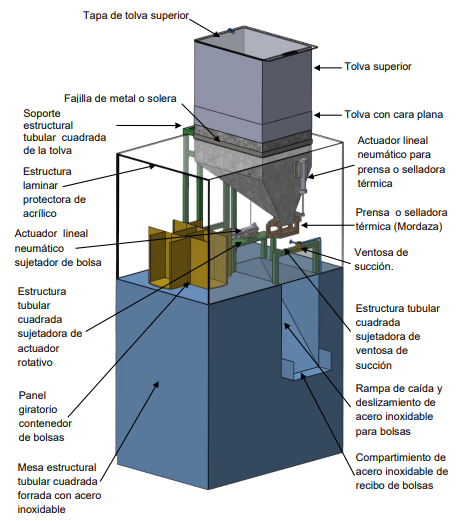 Tapa de tolva superior
Tolva superior
Fajilla de metal o solera
Tolva con cara plana
Soporte
estructural
tubular cuadrada
de la tolva
Actuador lineal
neumático para
prensa o selladora
térmica
Estructura
laminar
protectora de
acrílico
Prensa o selladora
térmica (Mordaza)
Actuador lineal
neumático
sujetador de bolsa
Ventosa de
succión.
Estructura
tubular
cuadrada
sujetadora de
actuador
rotativo
Estructura tubular
cuadrada
sujetadora de
ventosa de
succión
Panel
giratorio
contenedor
de bolsas
Rampa de caída y
deslizamiento de
acero inoxidable
para bolsas
Mesa estructural
tubular cuadrada
forrada con acero
inoxidable
Compartimiento de
acero inoxidable de
recibo de bolsas